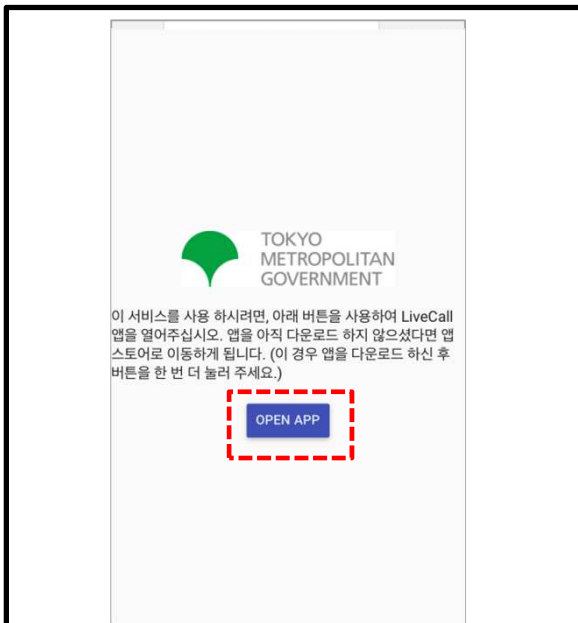 TOKYO
METROPOLITAN
GOVERNMENT
이 서비스를 사용 하시려면, 아래 버튼을 사용하여 LiveCall
앱을 열어주십시오. 앱을 아직 다운로드 하지 않으셨다면 앱
스토어로 이동하게 됩니다. (이 경우 앱을 다운로드 하신 후
버튼을 한 번 더 눌러 주세요.)
OPEN APP